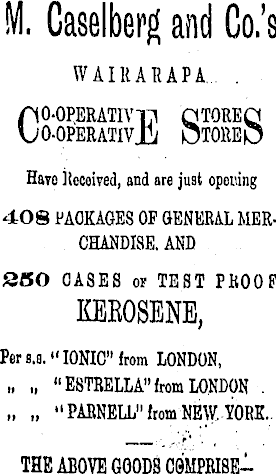 M. Caselberg and Co.'s
WAIRARAPA
CO-OPERATIVE STORES
CO-OPERATIVE STORES
Have Received, and are just opening
408 PACKAGES OF GENERAL MER-
CHANDISE, AND
250 CASES OF TEST PROOF
KEROSENE,
Per s.s. "IONIC" from LONDON,
„ „ "ESTRELLA" from LONDON
„ „ "PARNELL" from NEW YORK.
THE ABOVE GOODS COMPRISE—